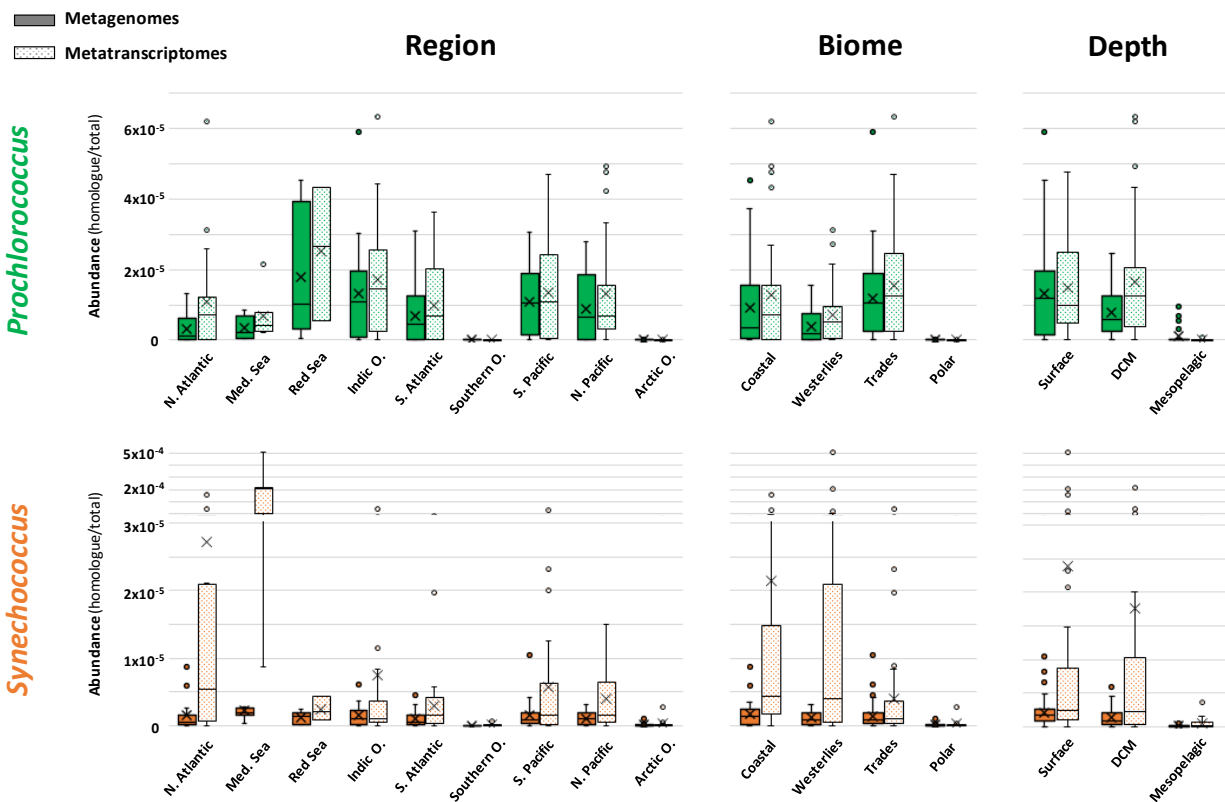 Metagenomes
Metatranscriptomes
Region
Biome
Depth
Prochlorococcus
Abundance (homologue/total)
6x10⁻⁵
4x10⁻⁵
2x10⁻⁵
0
N. Atlantic
Med. Sea
Red Sea
Indic O.
S. Atlantic
Southern O.
S. Pacific
N. Pacific
Arctic O.
Coastal
Westerlies
Trades
Polar
Surface
DCM
Mesopelagic
Synechococcus
Abundance (homologue/total)
5x10⁻⁴
2x10⁻⁴
3x10⁻⁵
2x10⁻⁵
1x10⁻⁵
0
N. Atlantic
Med. Sea
Red Sea
Indic O.
S. Atlantic
Southern O.
S. Pacific
N. Pacific
Arctic O.
Coastal
Westerlies
Trades
Polar
Surface
DCM
Mesopelagic